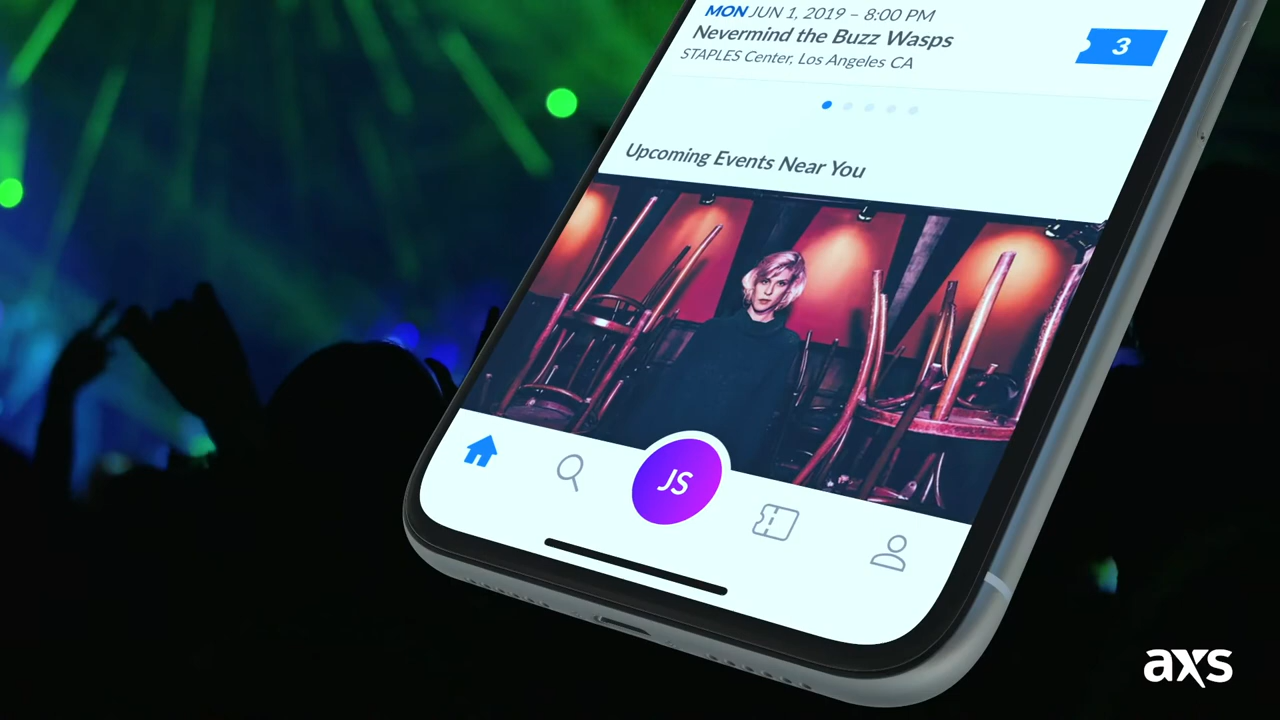 MON JUN 1, 2019 – 8:00 PM
Nevermind the Buzz Wasps
STAPLES Center, Los Angeles CA
3
Upcoming Events Near You
JS
axs